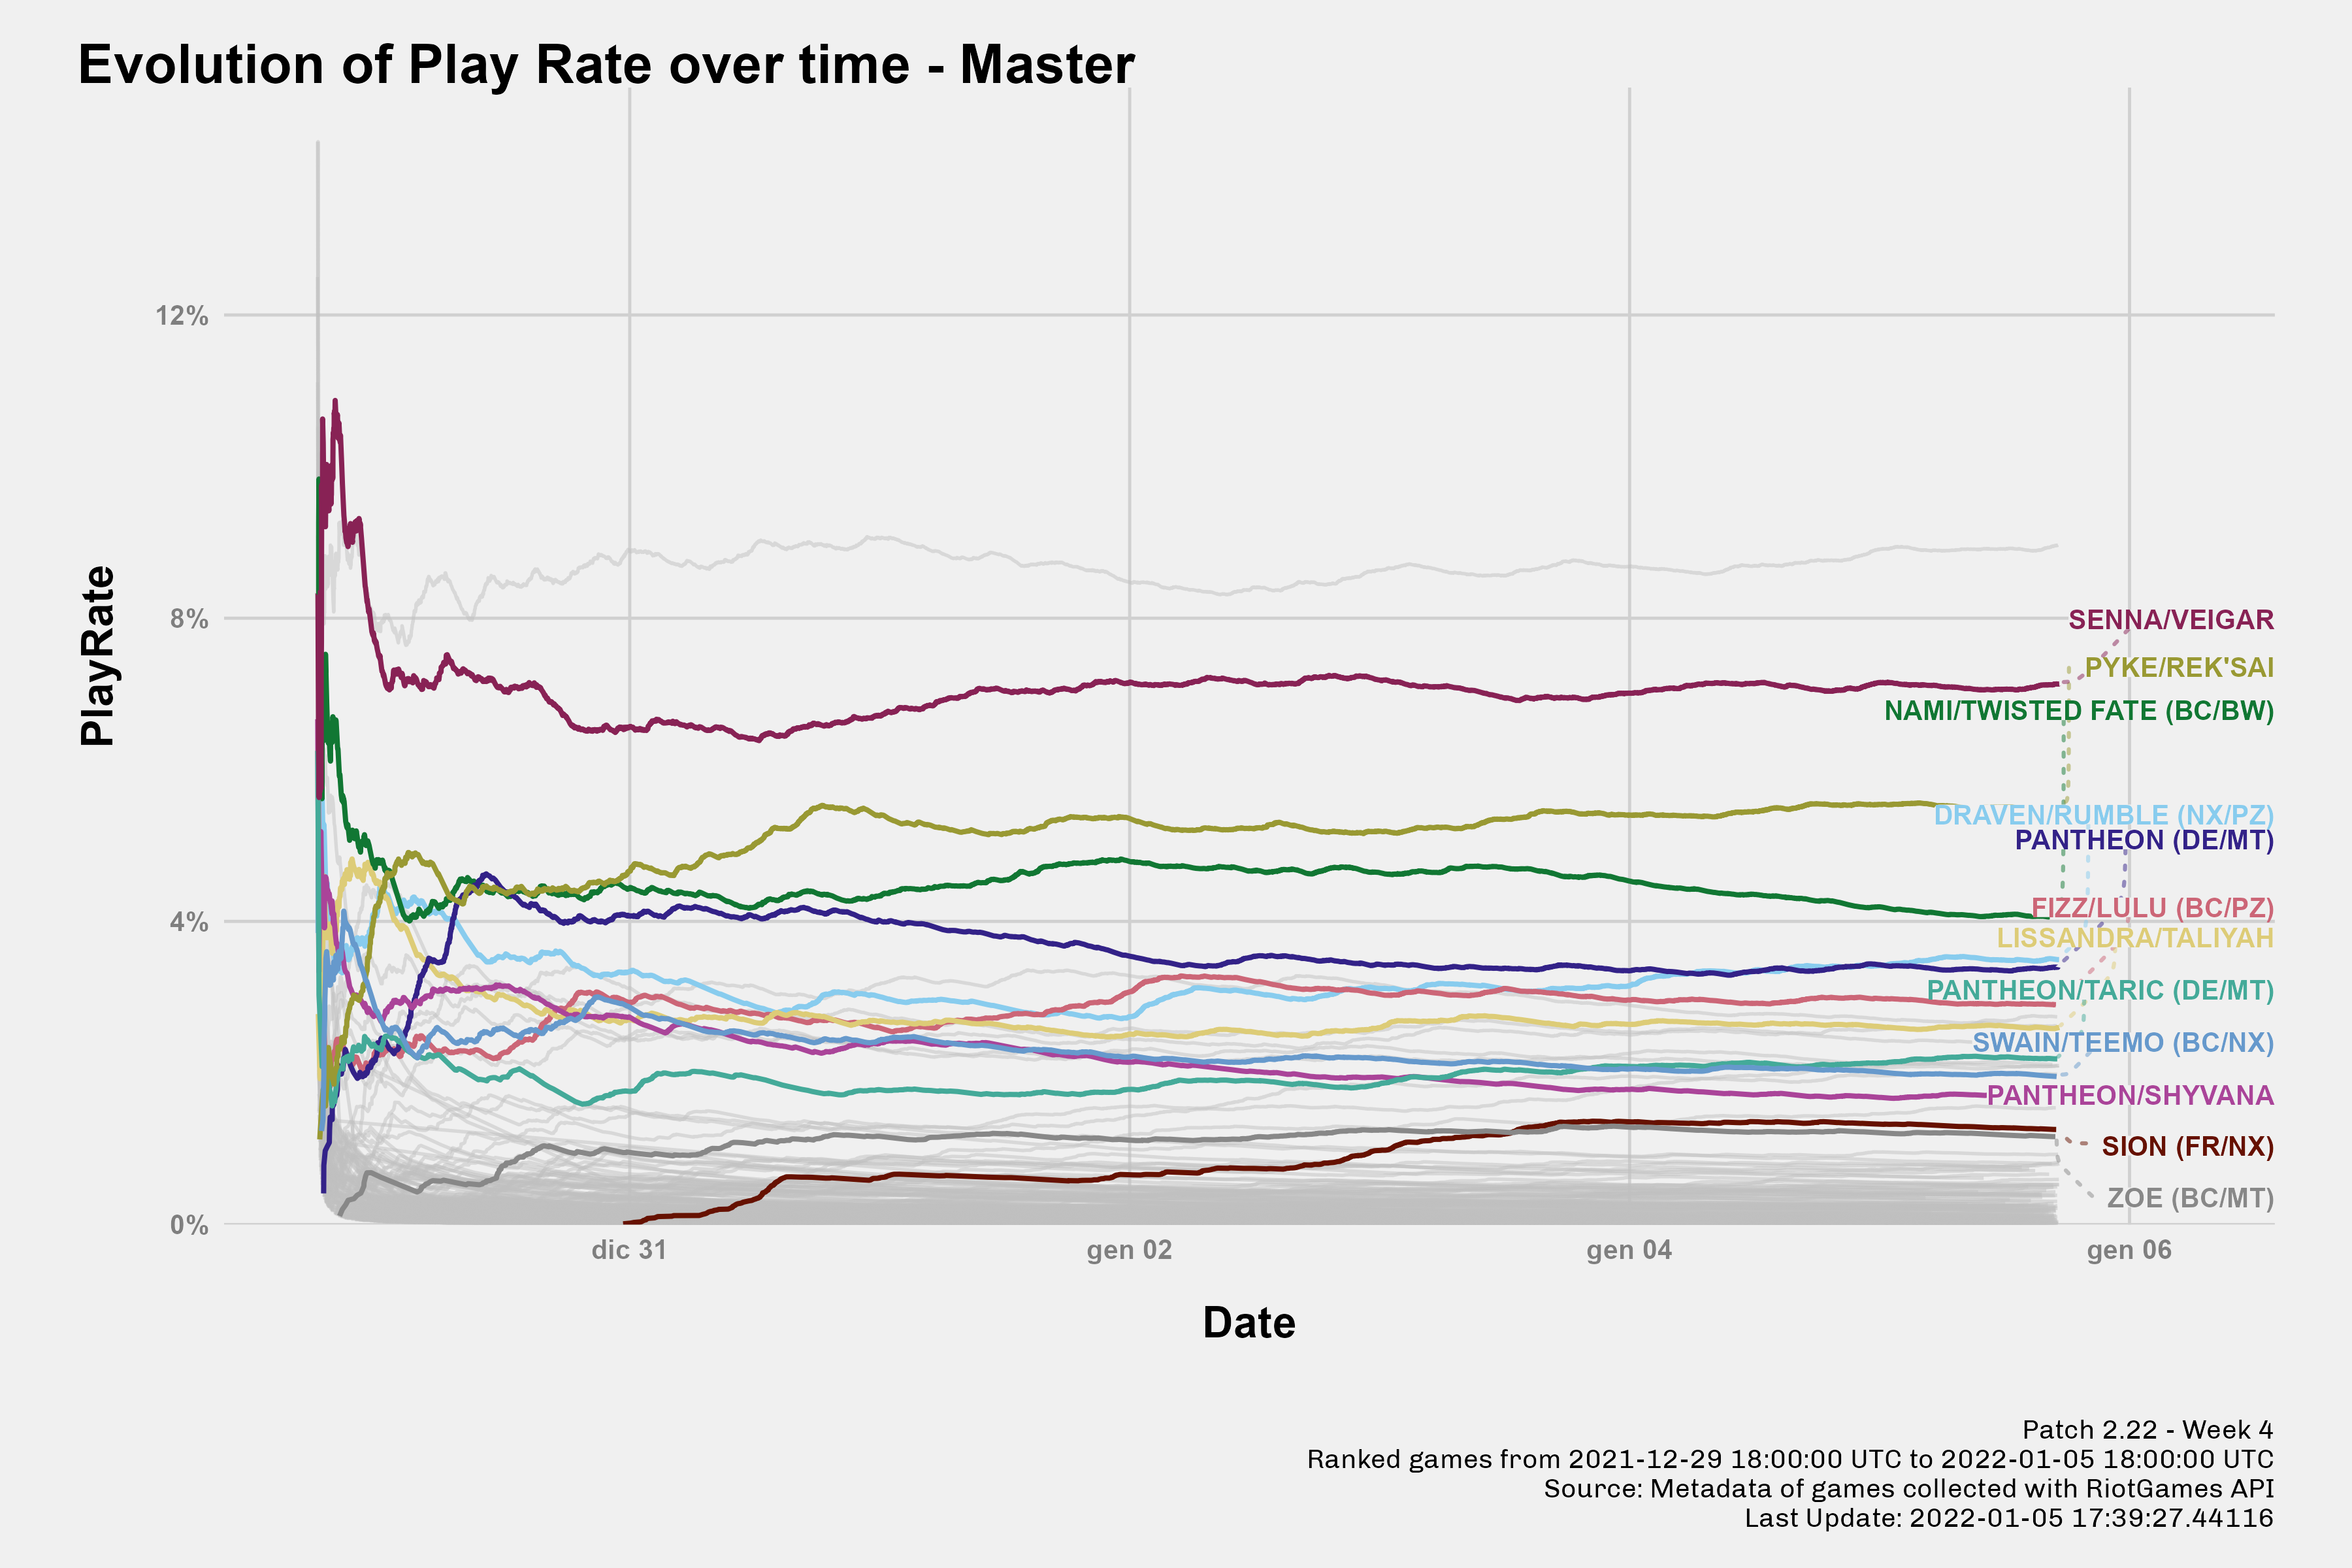 Evolution of Play Rate over time - Master
PlayRate
12%
8%
4%
0%
SENNA/VEIGAR
PYKE/REK'SAI
NAMI/TWISTED FATE (BC/BW)
DRAVEN/RUMBLE (NX/PZ)
PANTHEON (DE/MT)
FIZZ/LULU (BC/PZ)
LISSANDRA/TALIYAH
PANTHEON/TARIC (DE/MT)
SWAIN/TEEMO (BC/NX)
PANTHEON/SHYVANA
SION (FR/NX)
ZOE (BC/MT)
dic 31
gen 02
gen 04
gen 06
Date
Patch 2.22 - Week 4
Ranked games from 2021-12-29 18:00:00 UTC to 2022-01-05 18:00:00 UTC
Source: Metadata of games collected with RiotGames API
Last Update: 2022-01-05 17:39:27.44116